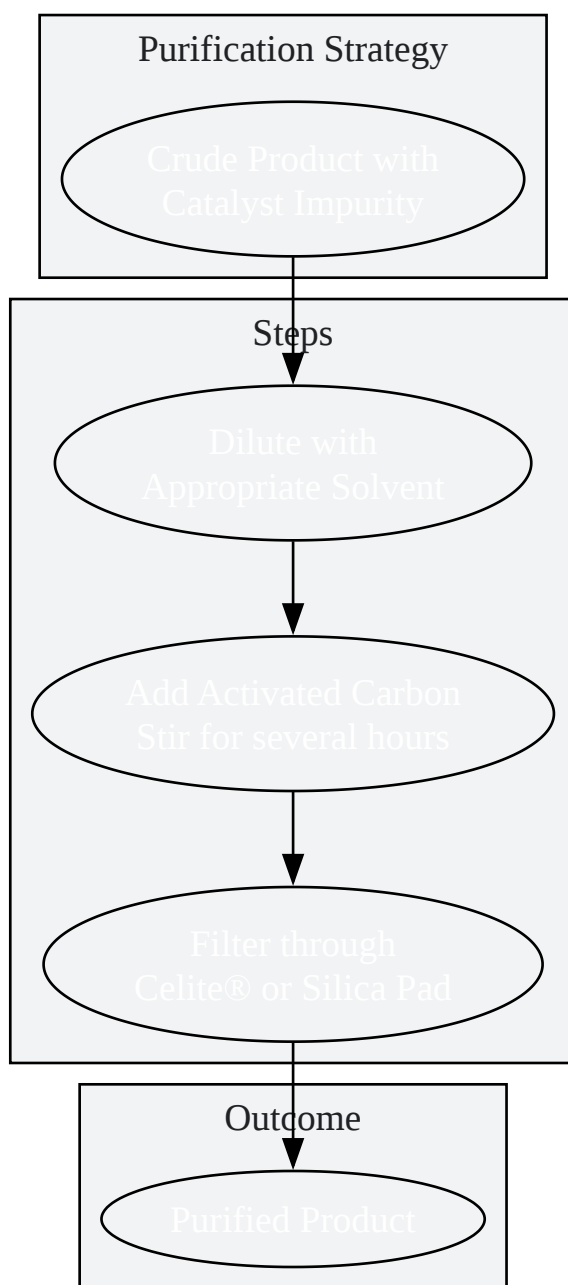 Purification Strategy
Crude Product with
Catalyst Impurity
Steps
Dilute with
Appropriate Solvent
Add Activated Carbon
Stir for several hours
Filter through
Celite® or Silica Pad
Outcome
Purified Product